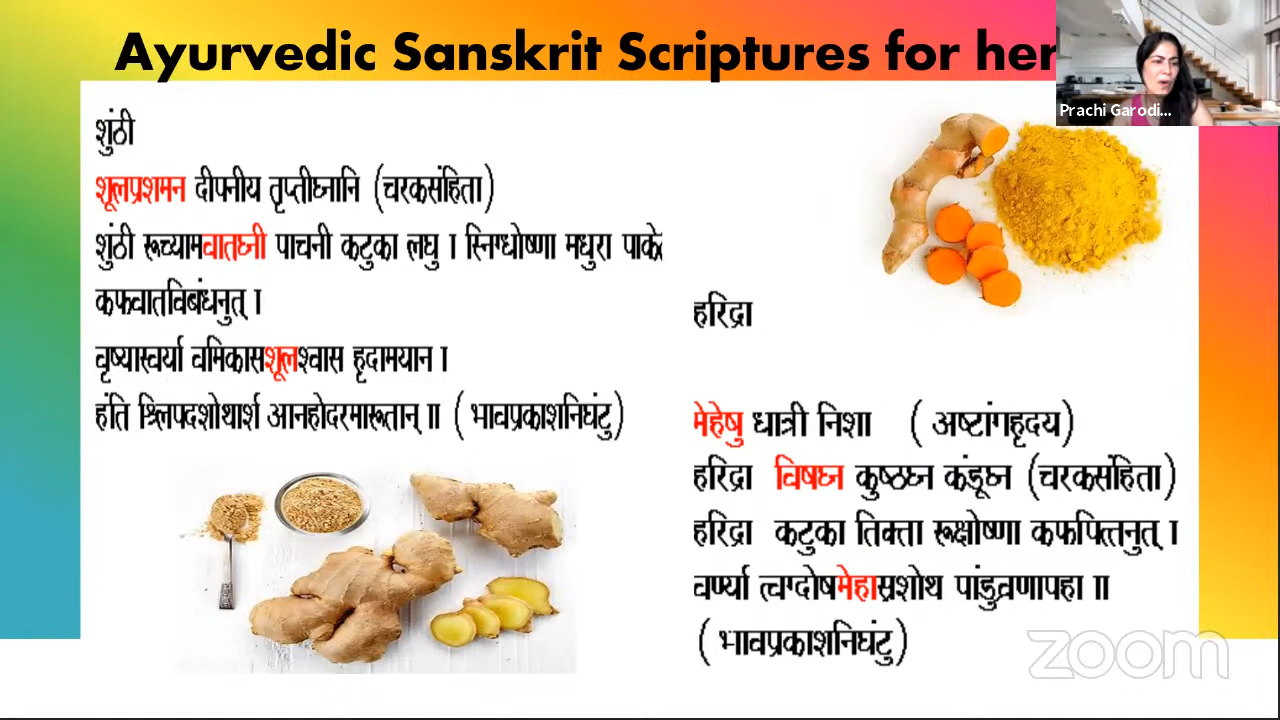 Ayurvedic Sanskrit Scriptures for her
Prachi Garodi...
शुंठी
शूलप्रशमन दीपनीय तृप्तीघ्नानि (चरकसंहिता)
शुंठी रूच्यामवातघ्नी पाचनी कटुका लघु । स्निग्धोष्णा मधुरा पाके
कफवातविबंधनुत् ।
वृष्यास्वर्या वमिकासशूलश्वास हृदामयान ।
हंति श्लिपदशोथार्श आनहोदरमारूतान् ॥ ( भावप्रकाशनिघंटु)
हरिद्रा
मेहेषु धात्री निशा ( अष्टांगहृदय)
हरिद्रा विषघ्न कुष्ठघ्न कंडूघ्न (चरकसंहिता)
हरिद्रा कटुका तिक्ता रूक्षोष्णा कफपित्तनुत् ।
वर्ण्या त्वग्दोषमेहास्रशोथ पांडुव्रणापहा ॥
( भावप्रकाशनिघंटु)
zoom